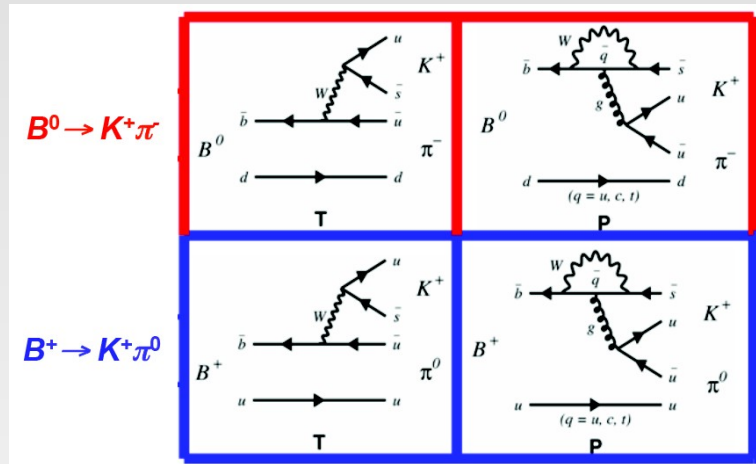 B⁰ → K⁺π⁻
u
K⁺
W
s̄
b̄
ū
B⁰
π⁻
d
d
T
W
q̄
b̄
s̄
u
K⁺
g
B⁰
ū
π⁻
d
d
(q = u, c, t)
P
B⁺ → K⁺π⁰
u
K⁺
W
s̄
b̄
ū
B⁺
π⁰
u
u
T
W
q̄
b̄
s̄
u
K⁺
g
B⁺
ū
π⁰
u
u
(q = u, c, t)
P